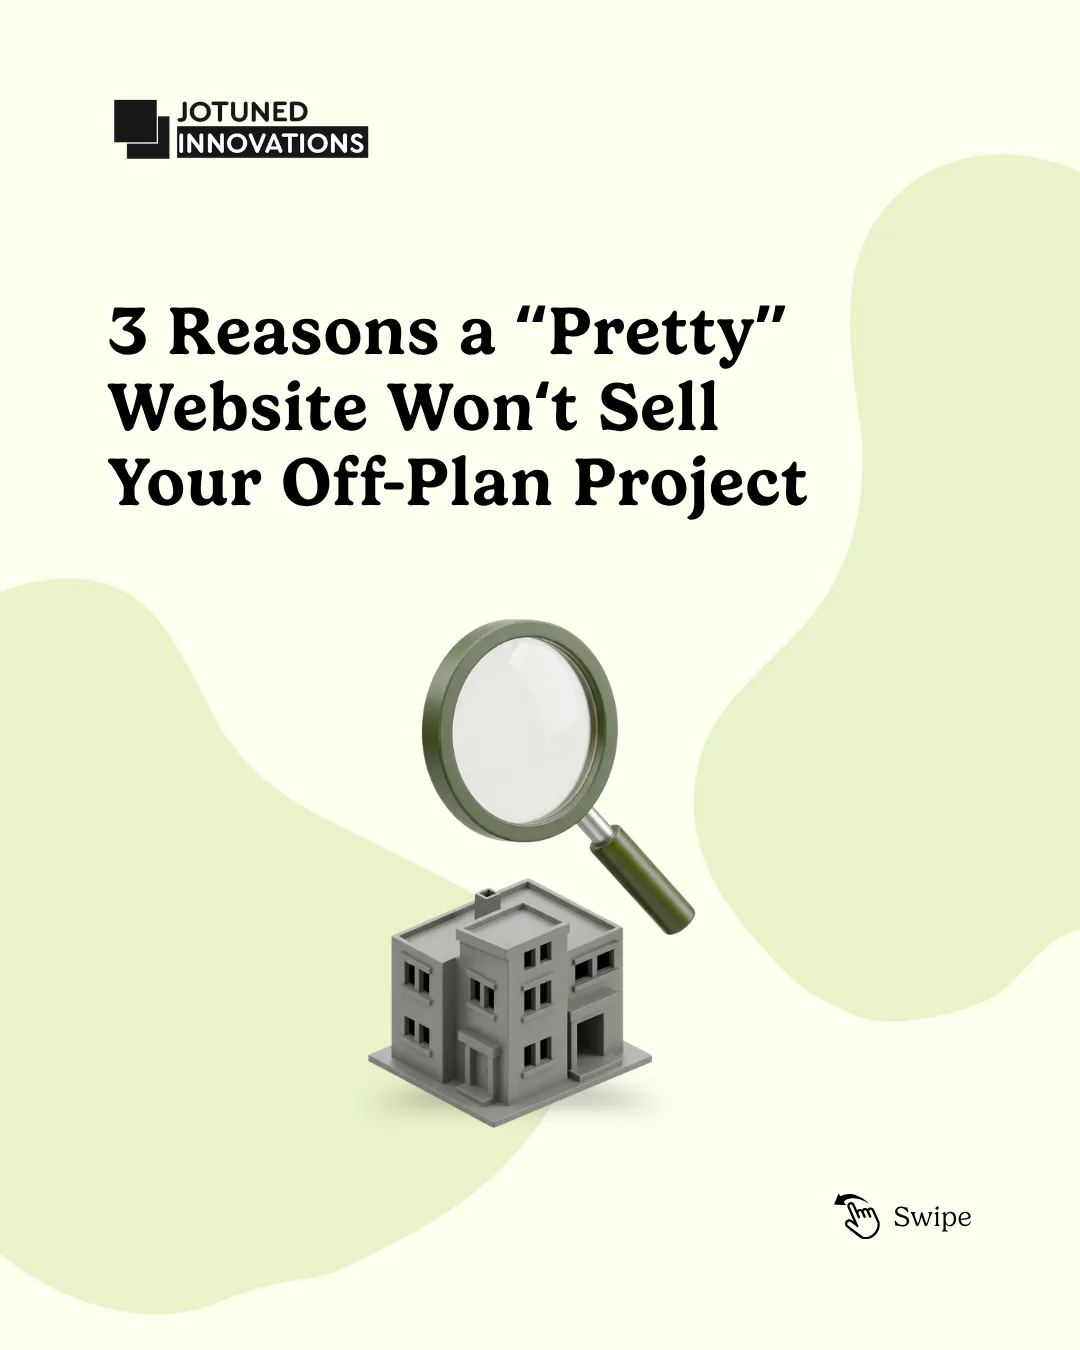 JOTUNED
INNOVATIONS
3 Reasons a “Pretty”
Website Won‘t Sell
Your Off-Plan Project
Swipe